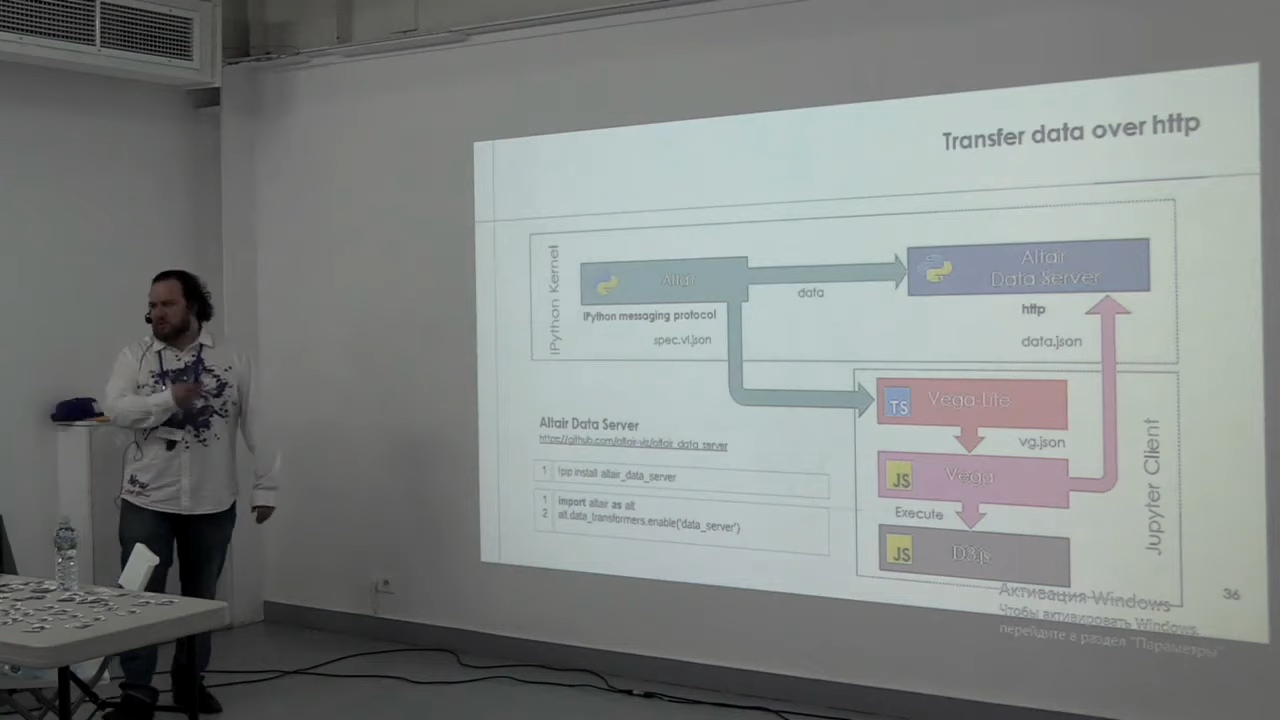 Transfer data over http
IPython Kernel
Altair
data
Altair
Data Server
IPython messaging protocol
spec.vl.json
http
data.json
TS
Vega-Lite
vg.json
JS
Vega
Execute
JS
D3.js
Jupyter Client
Altair Data Server
https://github.com/altair-viz/altair_data_server
1 !pip install altair_data_server
1 import altair as alt
2 alt.data_transformers.enable('data_server')
Активация Windows
Чтобы активировать Windows,
перейдите в раздел "Параметры"
36